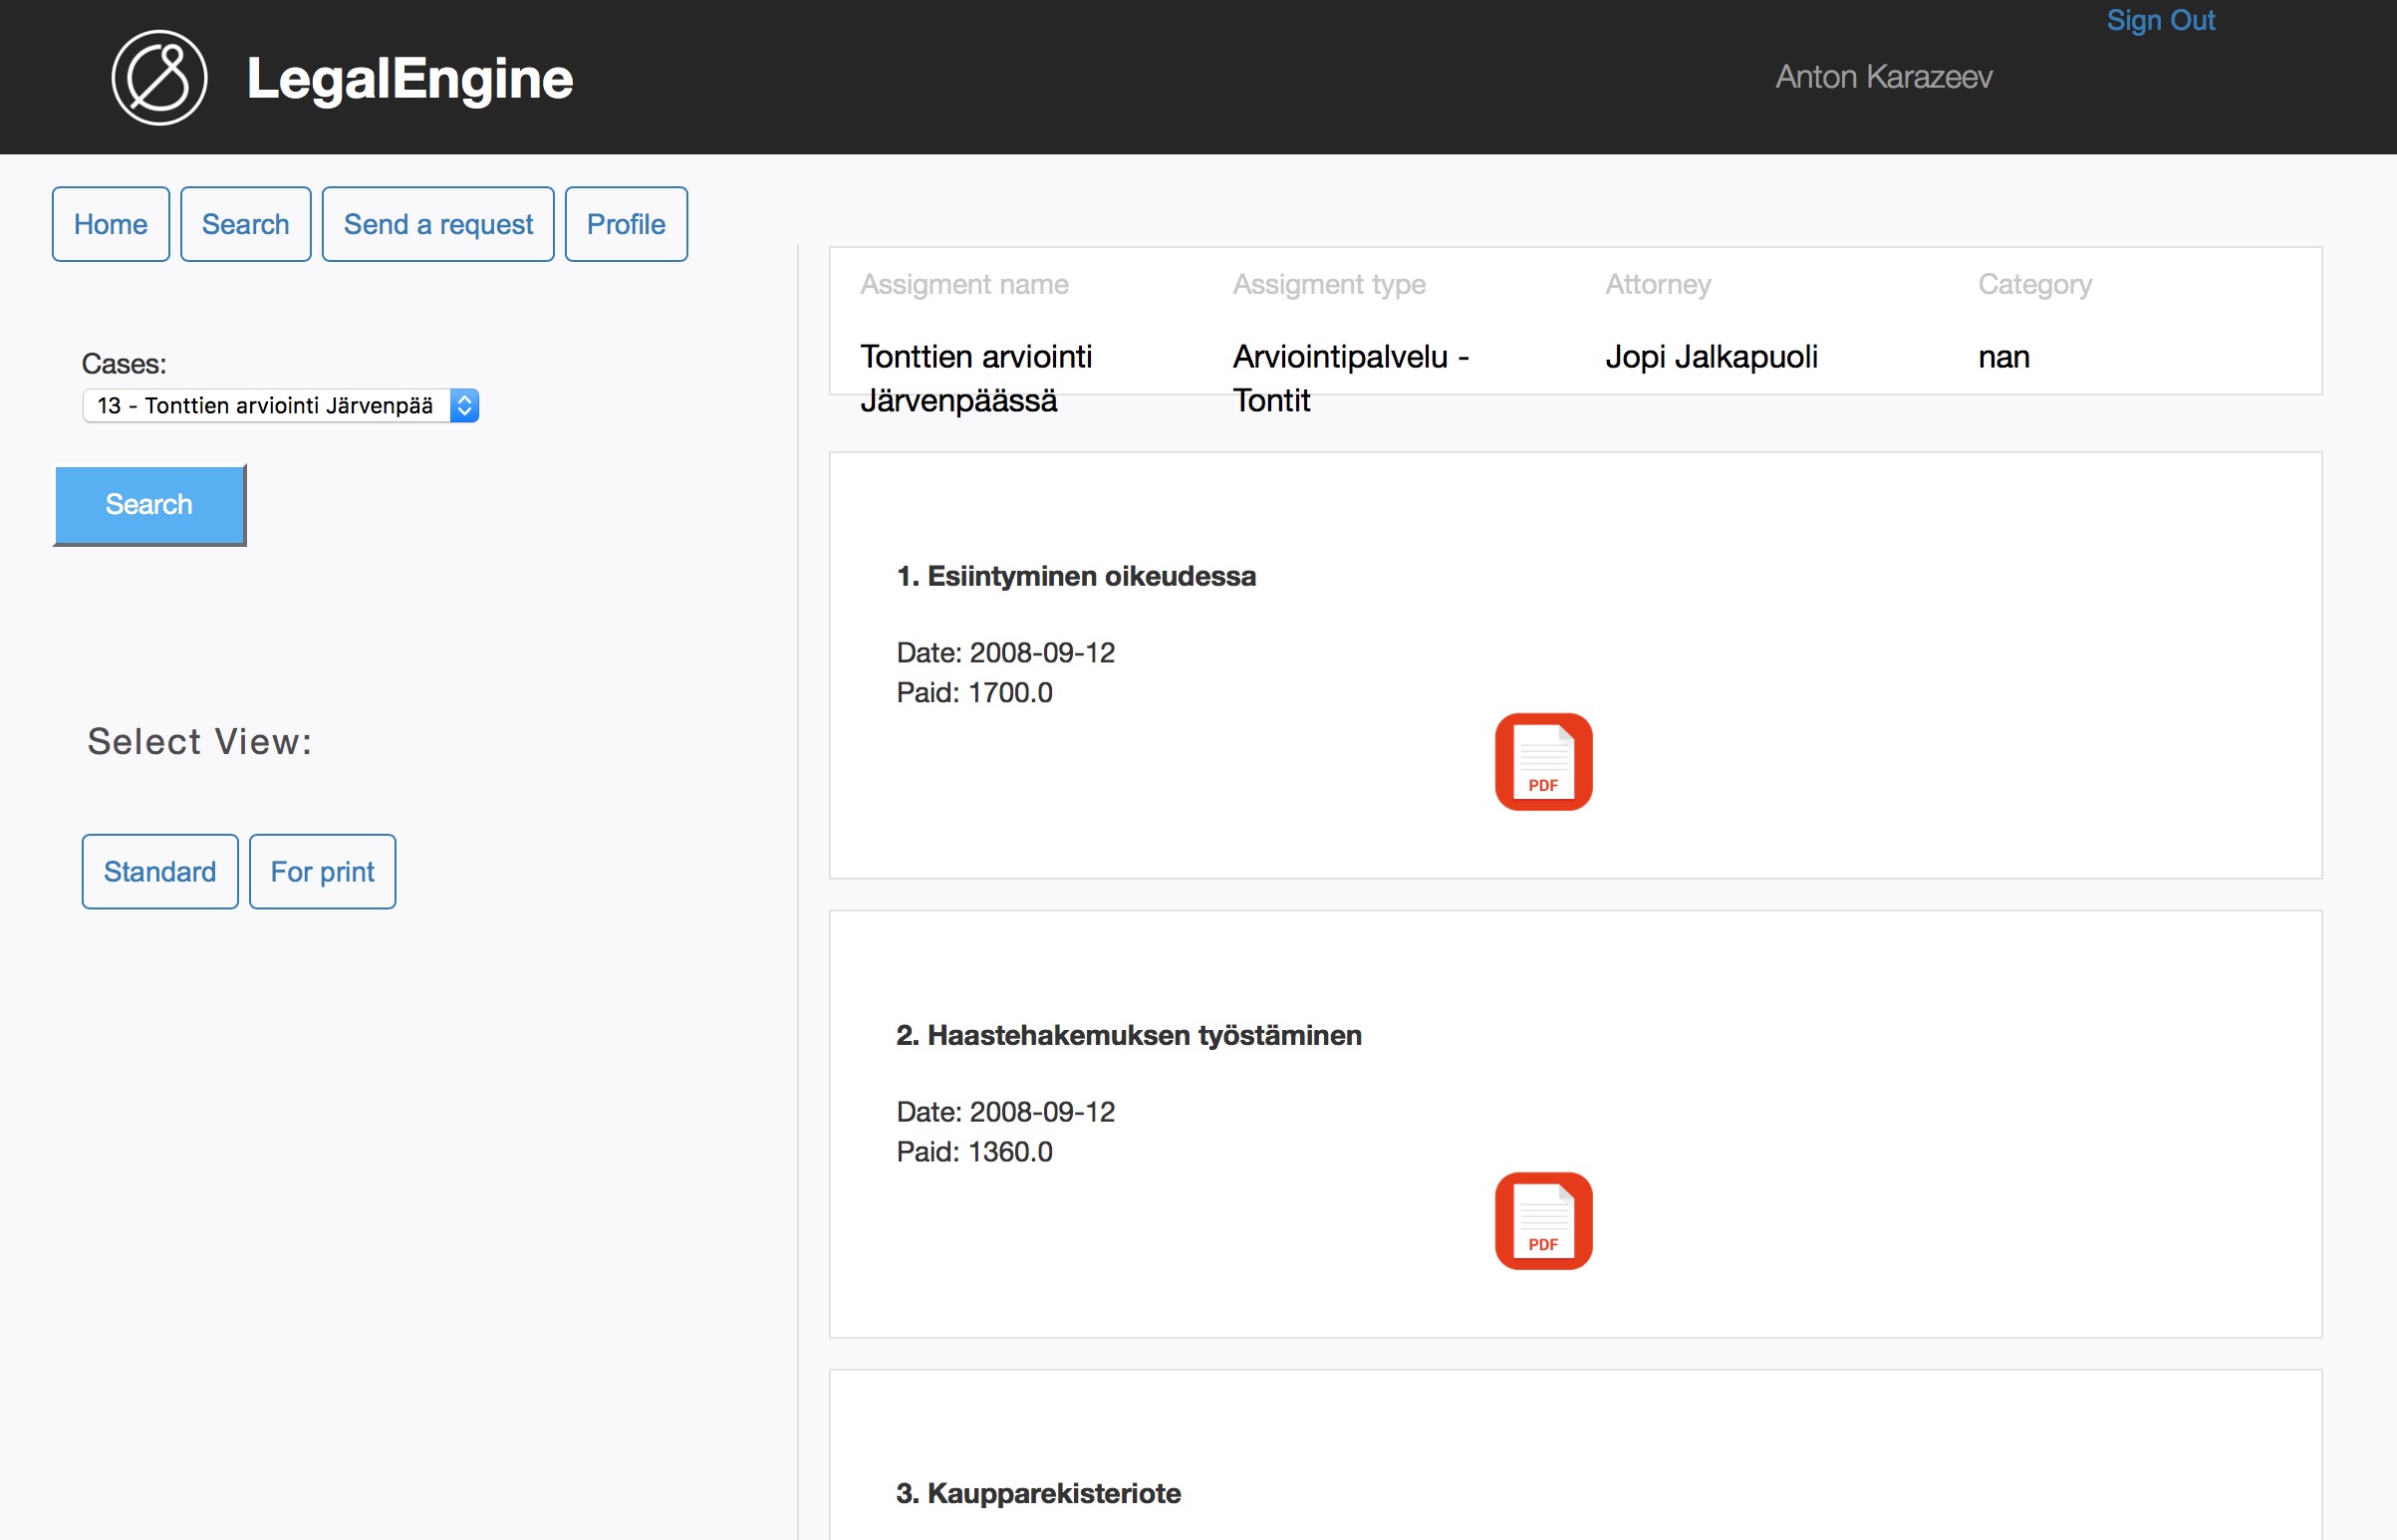 LegalEngine
Sign Out
Anton Karazeev
Home
Search
Send a request
Profile
Cases:
13 - Tonttien arviointi Järvenpää
Search
Select View:
Standard
For print
Assigment name
Assigment type
Attorney
Category
Tonttien arviointi
Järvenpäässä
Arviointipalvelu -
Tontit
Jopi Jalkapuoli
nan
1. Esiintyminen oikeudessa
Date: 2008-09-12
Paid: 1700.0
PDF
2. Haastehakemuksen työstäminen
Date: 2008-09-12
Paid: 1360.0
PDF
3. Kaupparekisteriote